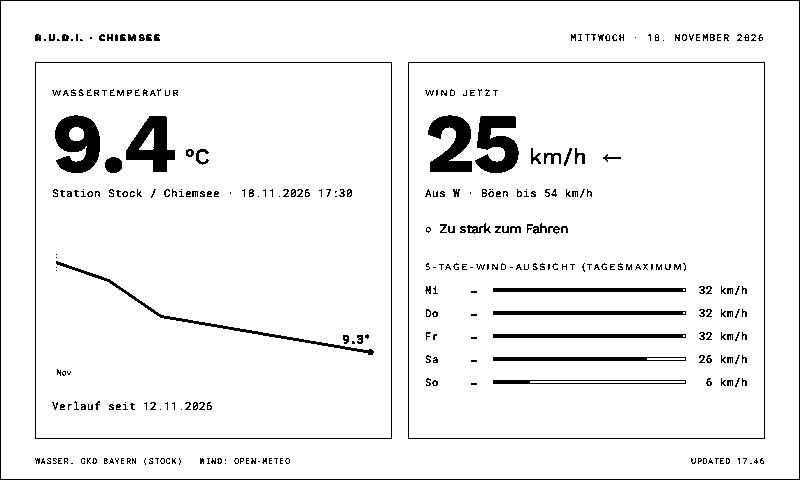 R.U.D.I. · CHIEMSEE
MITTWOCH · 18. NOVEMBER 2026
WASSERTEMPERATUR
9.4 °C
Station Stock / Chiemsee · 18.11.2026 17:30
9.3°
Nov
Verlauf seit 12.11.2026
WIND JETZT
25 km/h ←
Aus W · Böen bis 54 km/h
Zu stark zum Fahren
5-TAGE-WIND-AUSSICHT (TAGESMAXIMUM)
Mi – 32 km/h
Do – 32 km/h
Fr – 32 km/h
Sa – 26 km/h
So – 6 km/h
WASSER: GKD BAYERN (STOCK) WIND: OPEN-METEO
UPDATED 17:46